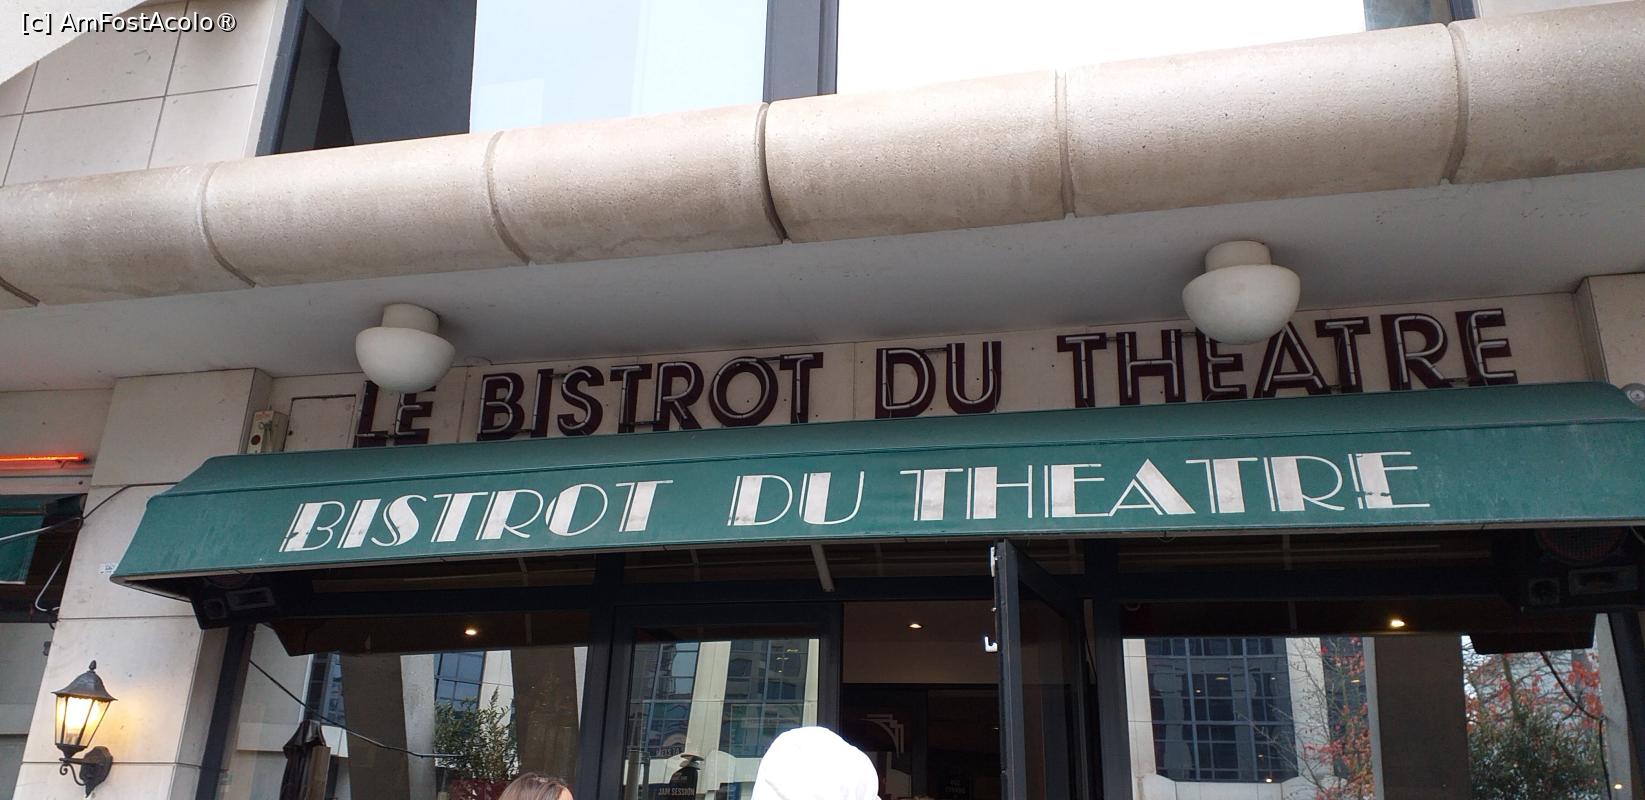 [c] AmFostAcolo®
LE BISTROT DU THEATRE
BISTROT DU THEATRE
JAM SESSION